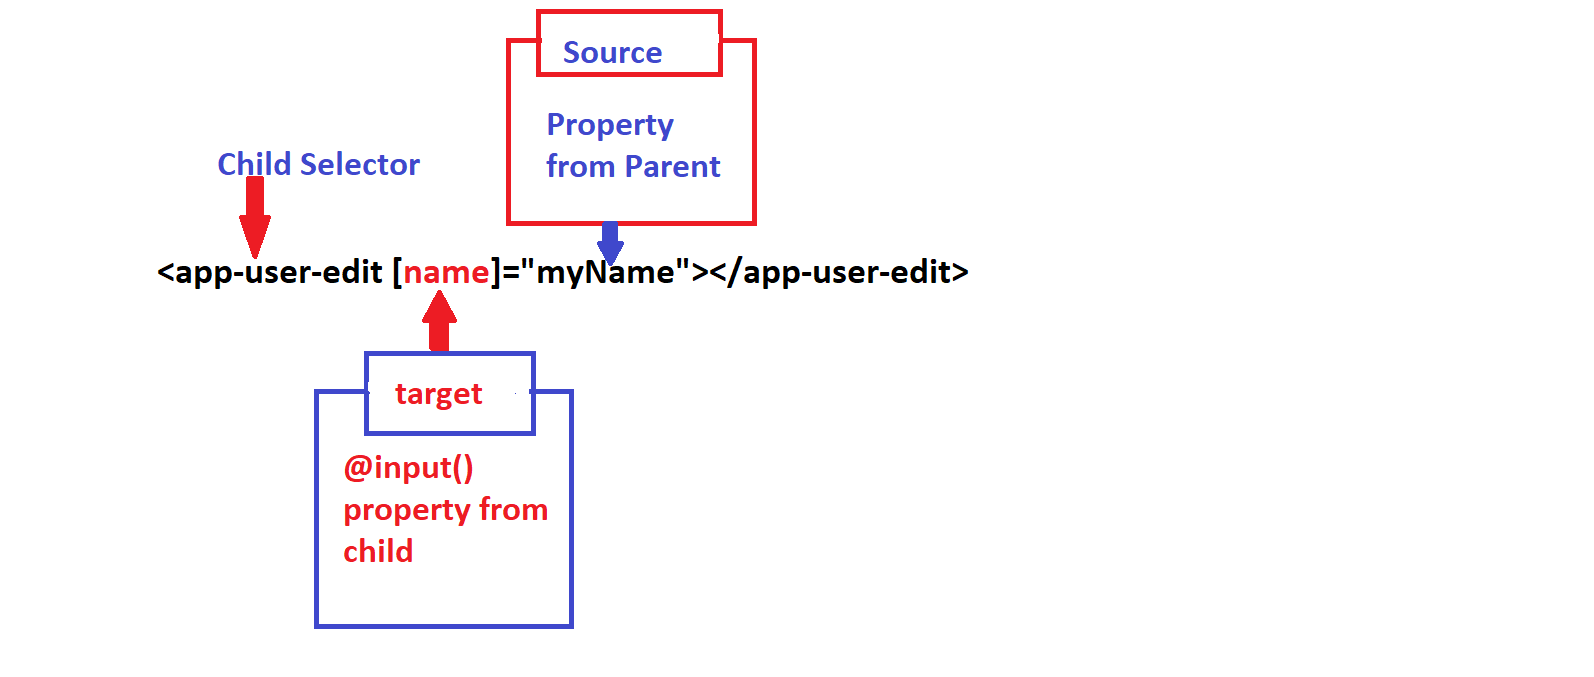 Source
Property
from Parent
Child Selector
<app-user-edit [name]="myName"></app-user-edit>
target
@input()
property from
child